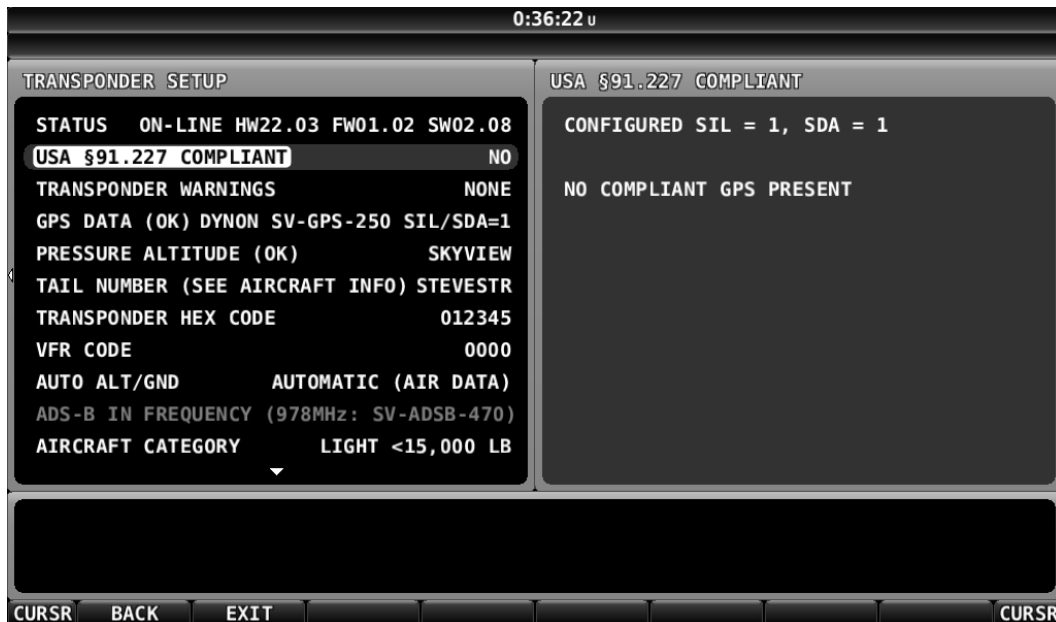 0:36:22 U
TRANSPONDER SETUP
STATUS ON-LINE HW22.03 FW01.02 SW02.08
USA §91.227 COMPLIANT NO
TRANSPONDER WARNINGS NONE
GPS DATA (OK) DYNON SV-GPS-250 SIL/SDA=1
PRESSURE ALTITUDE (OK) SKYVIEW
TAIL NUMBER (SEE AIRCRAFT INFO) STEVESTR
TRANSPONDER HEX CODE 012345
VFR CODE 0000
AUTO ALT/GND AUTOMATIC (AIR DATA)
ADS-B IN FREQUENCY (978MHz: SV-ADSB-470)
AIRCRAFT CATEGORY LIGHT <15,000 LB
USA §91.227 COMPLIANT
CONFIGURED SIL = 1, SDA = 1
NO COMPLIANT GPS PRESENT
CURSR BACK EXIT CURSR